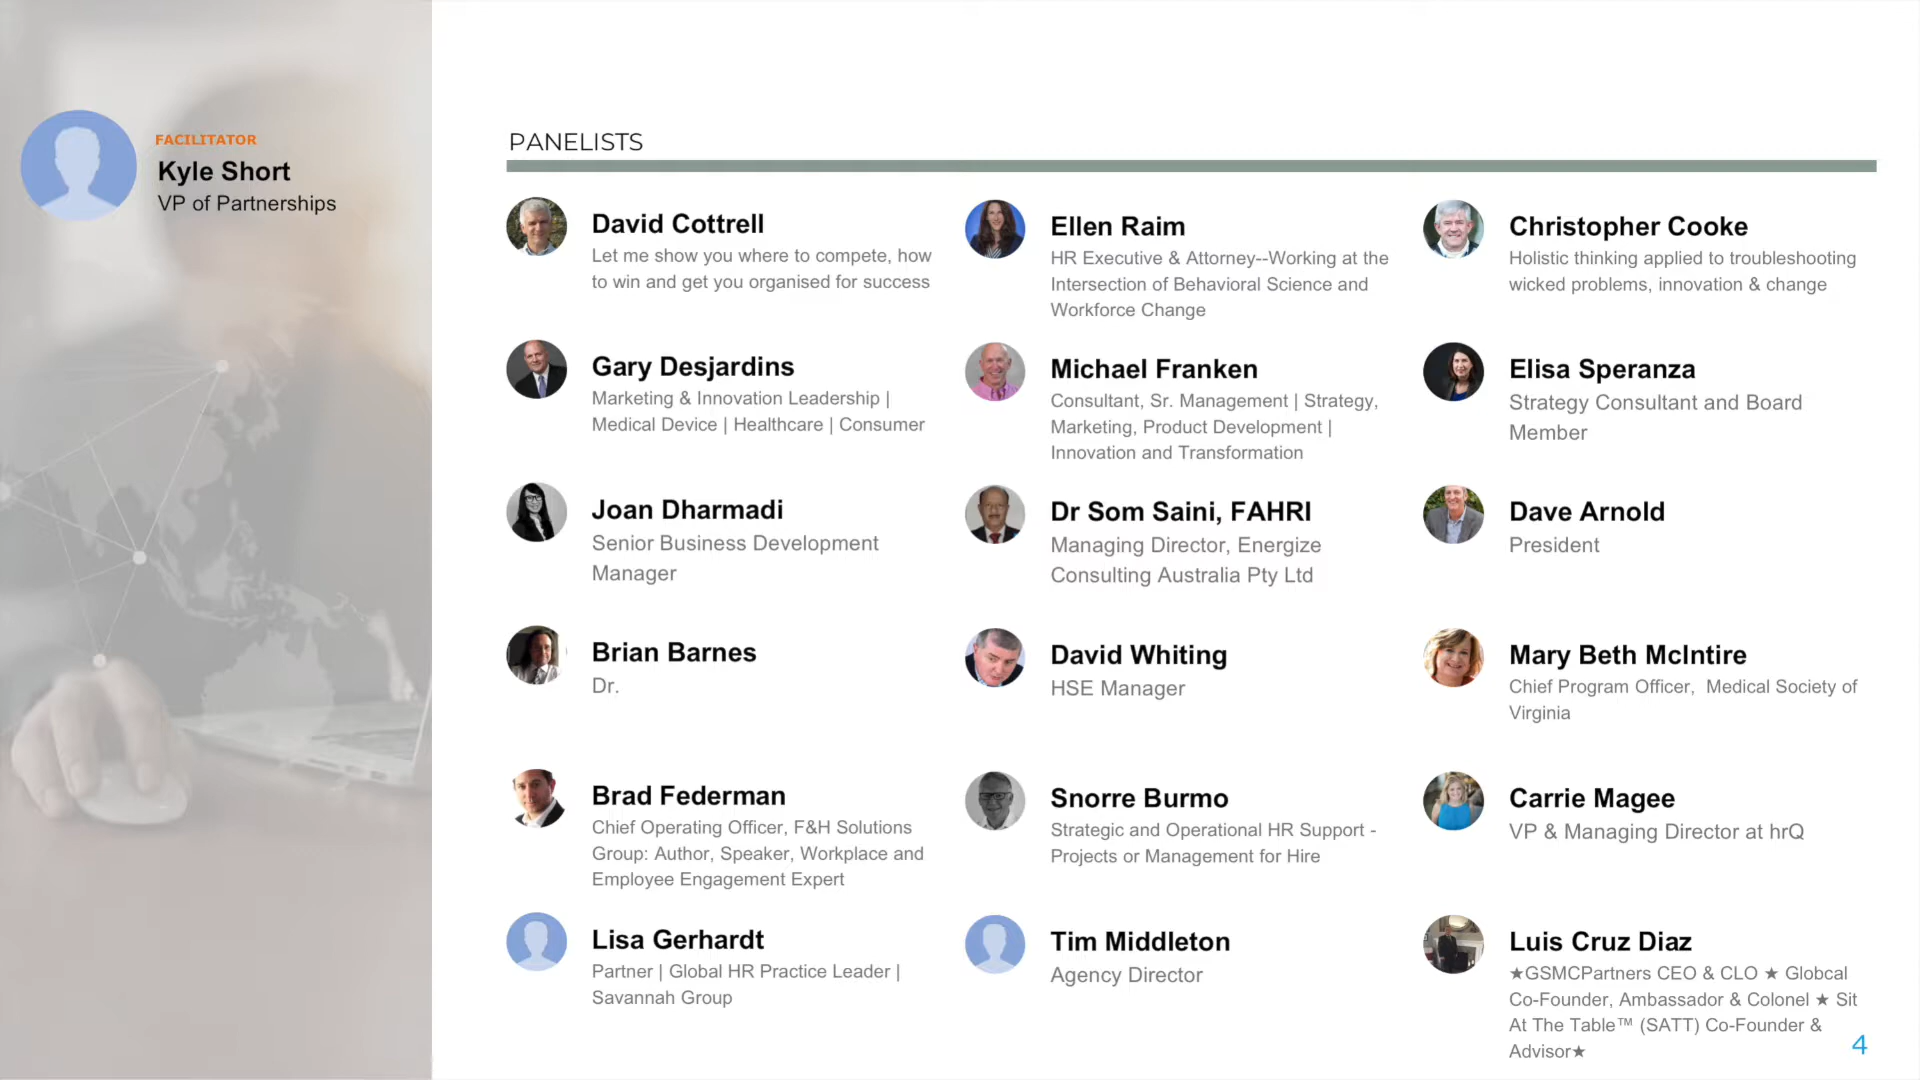 FACILITATOR
Kyle Short
VP of Partnerships
PANELISTS
David Cottrell
Let me show you where to compete, how
to win and get you organised for success
Ellen Raim
HR Executive & Attorney--Working at the
Intersection of Behavioral Science and
Workforce Change
Christopher Cooke
Holistic thinking applied to troubleshooting
wicked problems, innovation & change
Gary Desjardins
Marketing & Innovation Leadership |
Medical Device | Healthcare | Consumer
Michael Franken
Consultant, Sr. Management | Strategy,
Marketing, Product Development |
Innovation and Transformation
Elisa Speranza
Strategy Consultant and Board
Member
Joan Dharmadi
Senior Business Development
Manager
Dr Som Saini, FAHRI
Managing Director, Energize
Consulting Australia Pty Ltd
Dave Arnold
President
Brian Barnes
Dr.
David Whiting
HSE Manager
Mary Beth McIntire
Chief Program Officer, Medical Society of
Virginia
Brad Federman
Chief Operating Officer, F&H Solutions
Group: Author, Speaker, Workplace and
Employee Engagement Expert
Snorre Burmo
Strategic and Operational HR Support -
Projects or Management for Hire
Carrie Magee
VP & Managing Director at hrQ
Lisa Gerhardt
Partner | Global HR Practice Leader |
Savannah Group
Tim Middleton
Agency Director
Luis Cruz Diaz
★GSMCPartners CEO & CLO ★ Globcal
Co-Founder, Ambassador & Colonel ★ Sit
At The Table™ (SATT) Co-Founder &
Advisor★
4